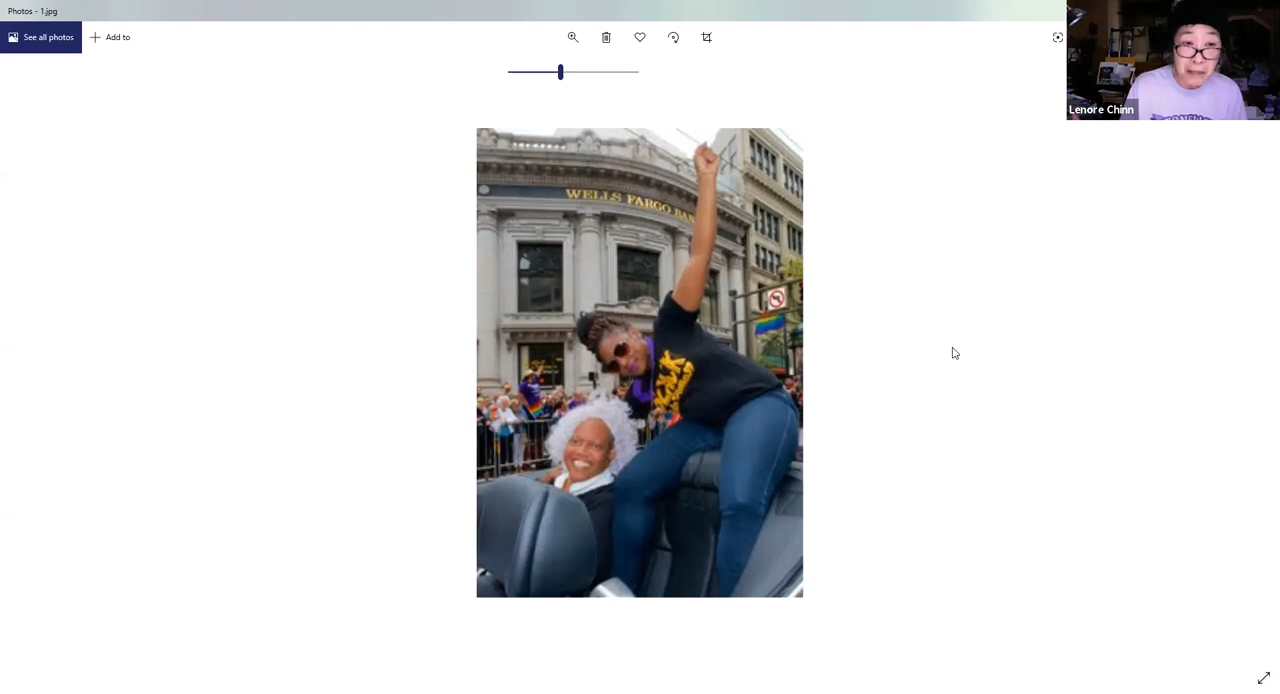 Photos - 1.jpg
See all photos
Add to
Lenore Chinn
WELLS FARGO BAN